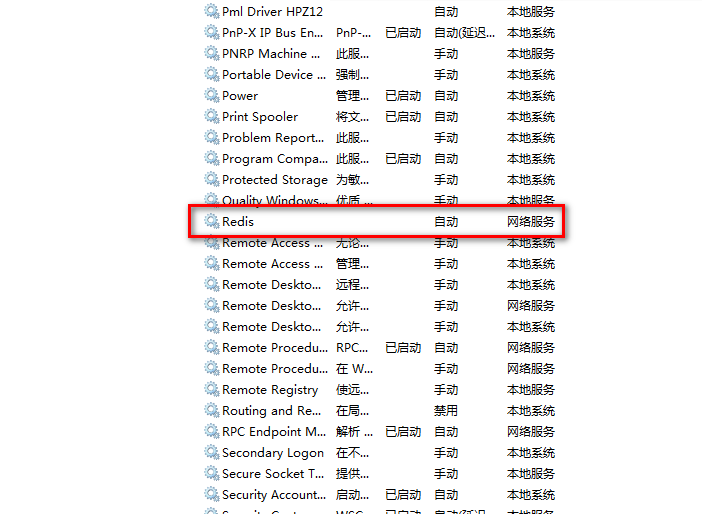 Pml Driver HPZ12 自动 本地服务
PnP-X IP Bus En... PnP-... 已启动 自动(延迟... 本地系统
PNRP Machine ... 此服... 手动 本地服务
Portable Device ... 强制... 手动 本地系统
Power 管理... 已启动 自动 本地系统
Print Spooler 将文... 已启动 自动 本地系统
Problem Report... 此服... 手动 本地系统
Program Compa... 此服... 已启动 自动 本地系统
Protected Storage 为敏... 手动 本地系统
Quality Windows... 优质 ... 手动 本地服务
Redis 自动 网络服务
Remote Access ... 无论... 手动 本地系统
Remote Access ... 管理... 手动 本地系统
Remote Deskto... 远程... 手动 本地系统
Remote Deskto... 允许... 手动 网络服务
Remote Deskto... 允许... 手动 本地系统
Remote Procedu... RPC... 已启动 自动 网络服务
Remote Procedu... 在 W... 手动 网络服务
Remote Registry 使远... 手动 本地服务
Routing and Re... 在局... 禁用 本地系统
RPC Endpoint M... 解析 ... 已启动 自动 网络服务
Secondary Logon 在不... 手动 本地系统
Secure Socket T... 提供... 手动 本地服务
Security Account... 启动... 已启动 自动 本地系统